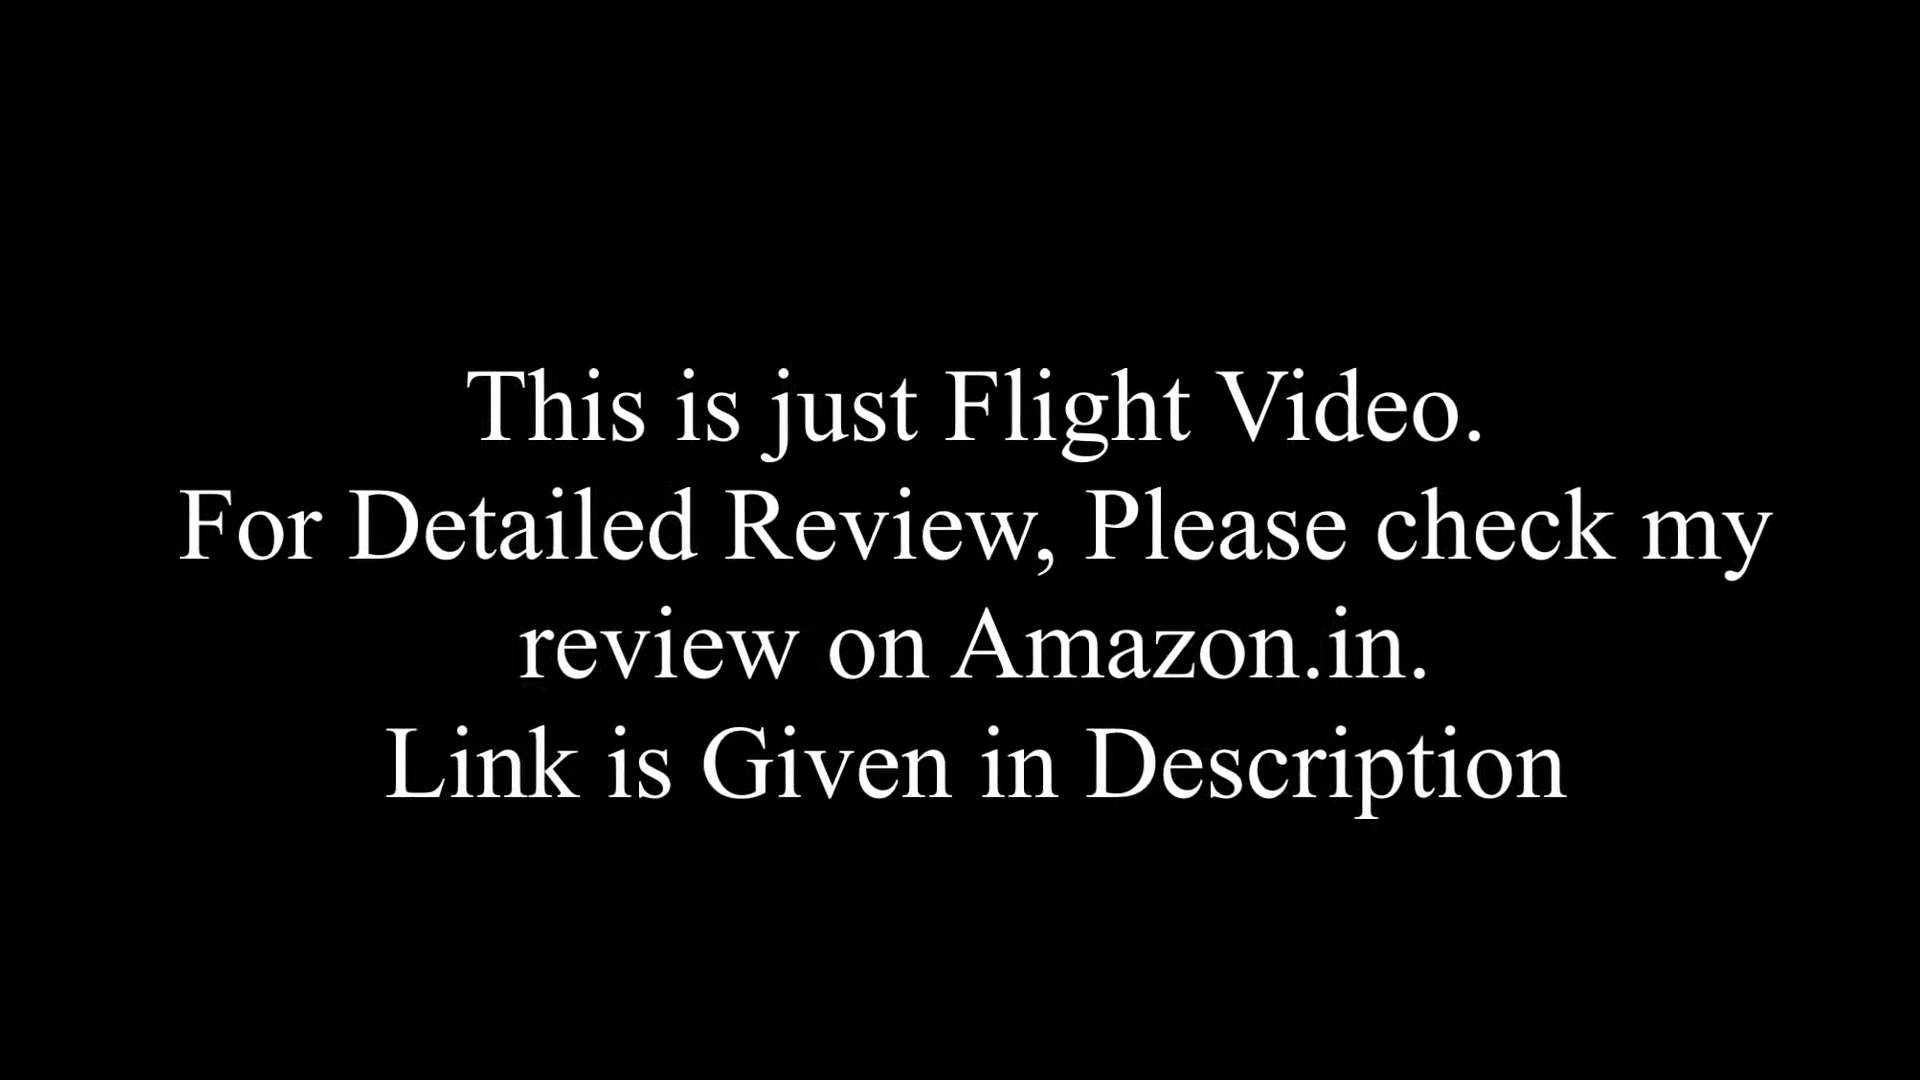 This is just Flight Video.
For Detailed Review, Please check my
review on Amazon.in.
Link is Given in Description